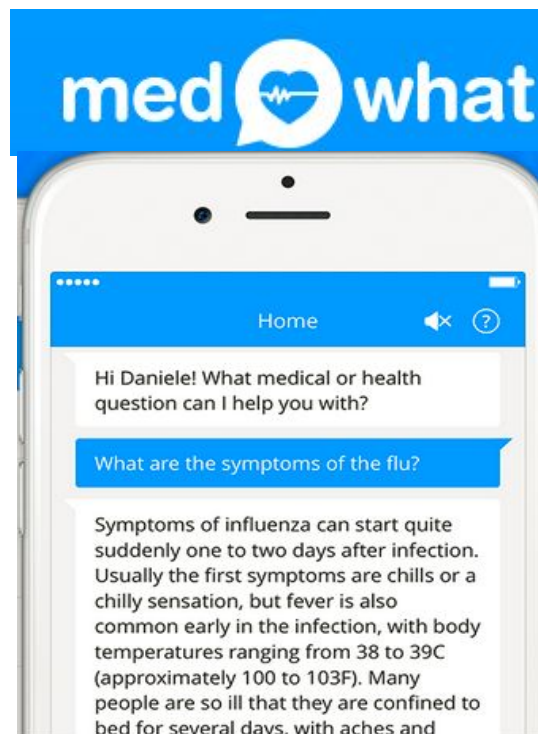 med what
Home
Hi Daniele! What medical or health
question can I help you with?
What are the symptoms of the flu?
Symptoms of influenza can start quite
suddenly one to two days after infection.
Usually the first symptoms are chills or a
chilly sensation, but fever is also
common early in the infection, with body
temperatures ranging from 38 to 39C
(approximately 100 to 103F). Many
people are so ill that they are confined to
bed for several days, with aches and